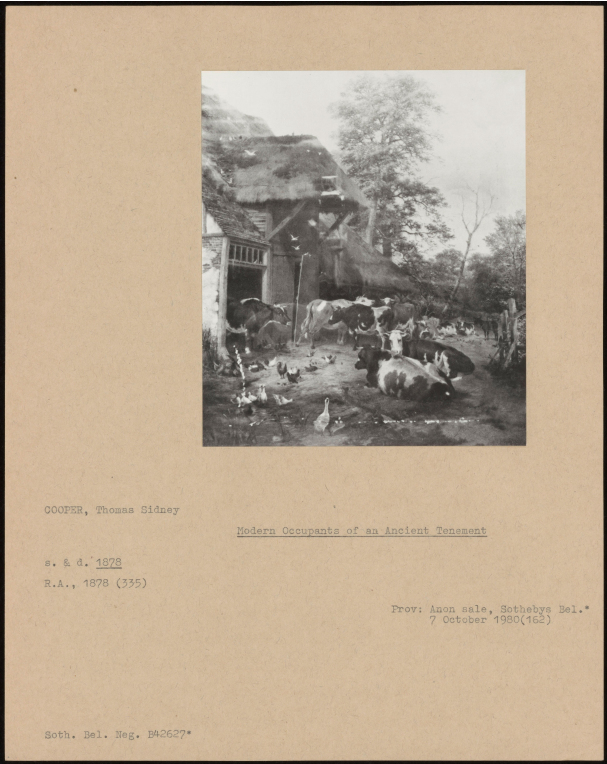 COOPER, Thomas Sidney
Modern Occupants of an Ancient Tenement
s. & d. 1878
R.A., 1878 (335)
Prov: Anon sale, Sothebys Bel.*
7 October 1980(162)
Soth. Bel. Neg. B42627*